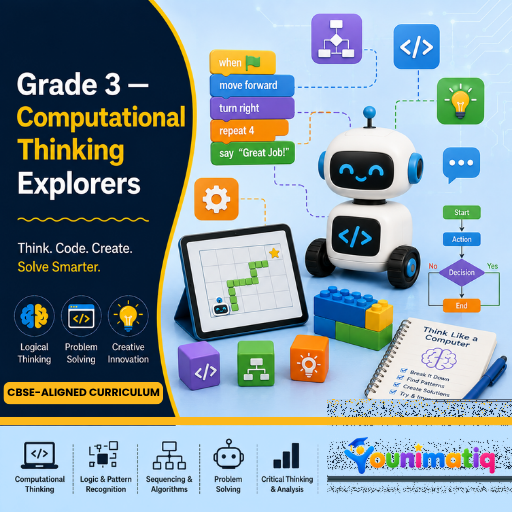 Grade 3 —
Computational
Thinking
Explorers
Think. Code. Create.
Solve Smarter.
Logical
Thinking
Problem
Solving
Creative
Innovation
CBSE-ALIGNED CURRICULUM
when
move forward
turn right
repeat 4
say "Great Job!"
</>
</>
Start
Action
No
Decision
Yes
End
</>
Think Like a
Computer
Break It Down
Find Patterns
Create Solutions
Try &
Computational
Thinking
Logic & Pattern
Recognition
Sequencing &
Algorithms
Problem
Solving
Critical Thinking
& Analysis
Younimatiq